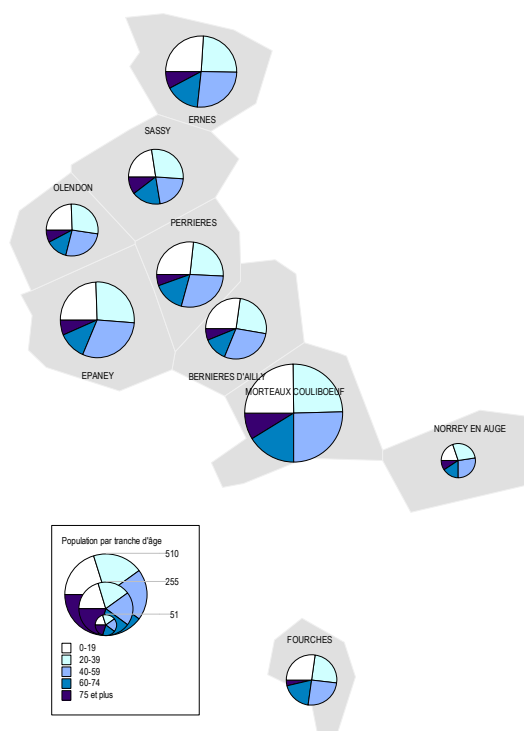 ERNES
SASSY
OLENDON
PERRIERES
EPANEY
BERNIERES D'AILLY
MORTEAUX COULIBOEUF
NORREY EN AUGE
Population par tranche d'âge
510
255
51
0-19
20-39
40-59
60-74
75 et plus
FOURCHES